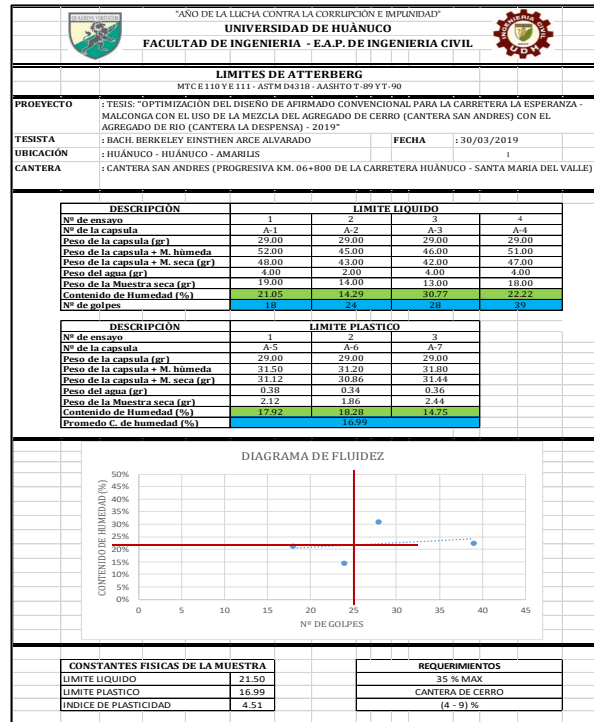 "AÑO DE LA LUCHA CONTRA LA CORRUPCIÓN E IMPUNIDAD"
UNIVERSIDAD DE HUÀNUCO
FACULTAD DE INGENIERIA - E.A.P. DE INGENIERIA CIVIL
LIMITES DE ATTERBERG
MTC E 110 Y E 111 - ASTM D4318 - AASHTO T-89 Y T-90
PROEYECTO : TESIS: "OPTIMIZACIÒN DEL DISEÑO DE AFIRMADO CONVENCIONAL PARA LA CARRETERA LA ESPERANZA -
MALCONGA CON EL USO DE LA MEZCLA DEL AGREGADO DE CERRO (CANTERA SAN ANDRES) CON EL
AGREGADO DE RIO (CANTERA LA DESPENSA) - 2019"
TESISTA : BACH. BERKELEY EINSTHEN ARCE ALVARADO FECHA : 30/03/2019
UBICACIÓN : HUÁNUCO - HUÁNUCO - AMARILIS 1
CANTERA : CANTERA SAN ANDRES (PROGRESIVA KM. 06+800 DE LA CARRETERA HUÀNUCO - SANTA MARIA DEL VALLE)
DESCRIPCIÒN LIMITE LIQUIDO
Nº de ensayo 1 2 3 4
Nº de la capsula A-1 A-2 A-3 A-4
Peso de la capsula (gr) 29.00 29.00 29.00 29.00
Peso de la capsula + M. hùmeda 52.00 45.00 46.00 51.00
Peso de la capsula + M. seca (gr) 48.00 43.00 42.00 47.00
Peso del agua (gr) 4.00 2.00 4.00 4.00
Peso de la Muestra seca (gr) 19.00 14.00 13.00 18.00
Contenido de Humedad (%) 21.05 14.29 30.77 22.22
Nº de golpes 18 24 28 39
DESCRIPCIÒN LIMITE PLASTICO
Nº de ensayo 1 2 3
Nº de la capsula A-5 A-6 A-7
Peso de la capsula (gr) 29.00 29.00 29.00
Peso de la capsula + M. hùmeda 31.50 31.20 31.80
Peso de la capsula + M. seca (gr) 31.12 30.86 31.44
Peso del agua (gr) 0.38 0.34 0.36
Peso de la Muestra seca (gr) 2.12 1.86 2.44
Contenido de Humedad (%) 17.92 18.28 14.75
Promedo C. de humedad (%) 16.99
DIAGRAMA DE FLUIDEZ
CONTENIDO DE HUMEDAD (%)
50%
45%
40%
35%
30%
25%
20%
15%
10%
5%
0%
0 5 10 15 20 25 30 35 40 45
Nº DE GOLPES
CONSTANTES FISICAS DE LA MUESTRA REQUERIMIENTOS
LIMITE LIQUIDO 21.50 35 % MAX
LIMITE PLASTICO 16.99 CANTERA DE CERRO
INDICE DE PLASTICIDAD 4.51 (4 - 9) %